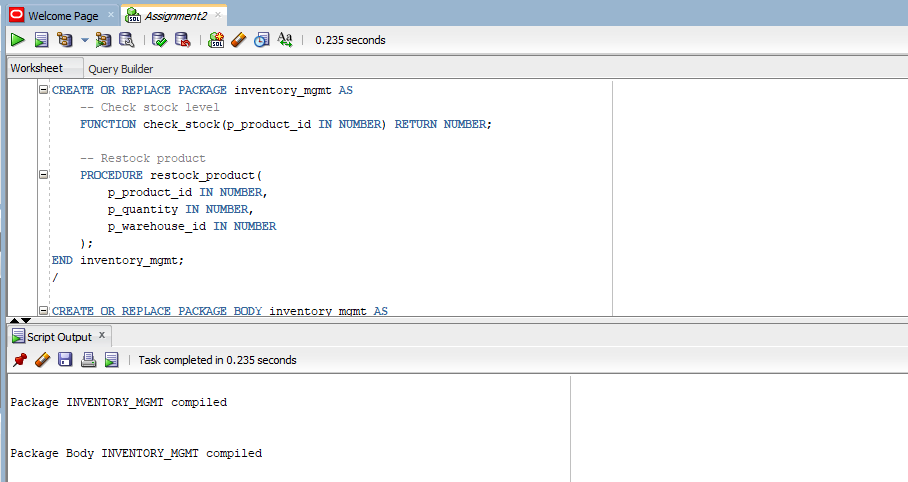 Welcome Page
Assignment2
0.235 seconds
Worksheet
Query Builder
CREATE OR REPLACE PACKAGE inventory_mgmt AS
-- Check stock level
FUNCTION check_stock(p_product_id IN NUMBER) RETURN NUMBER;
-- Restock product
PROCEDURE restock_product(
p_product_id IN NUMBER,
p_quantity IN NUMBER,
p_warehouse_id IN NUMBER
);
END inventory_mgmt;
/
CREATE OR REPLACE PACKAGE BODY inventory_mgmt AS
Script Output
Task completed in 0.235 seconds
Package INVENTORY_MGMT compiled
Package Body INVENTORY_MGMT compiled